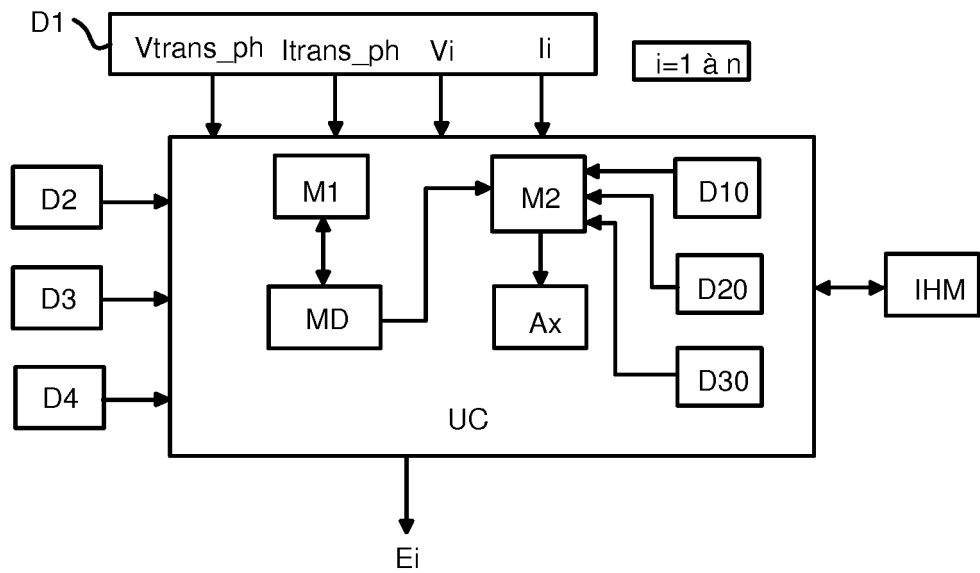 D1
Vtrans_ph Itrans_ph Vi Ii
i=1 à n
D2
M1
M2
D10
D3
MD
Ax
D20
IHM
D4
D30
UC
Ei